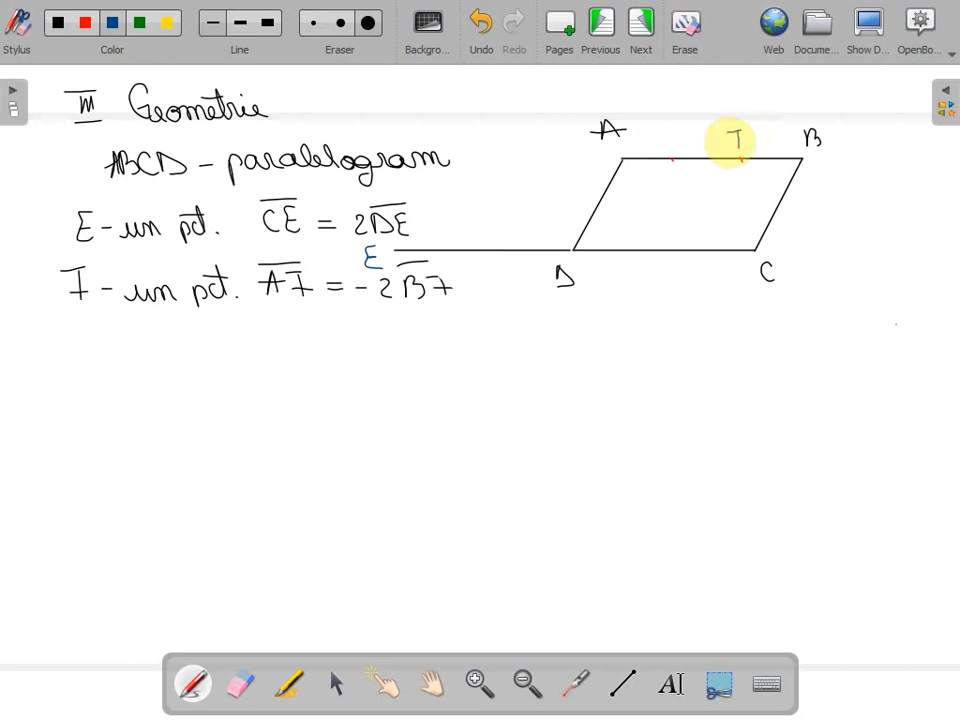 Stylus
Color
Line
Eraser
Backgro...
Undo
Redo
Pages
Previous
Next
Erase
Web
Docume...
Show D...
OpenBo...
III Geometrie
ABCD - paralelogram
E - un pct. CE = 2DE
F - un pct. AF = - 2BF
A
F
B
E
D
C
A